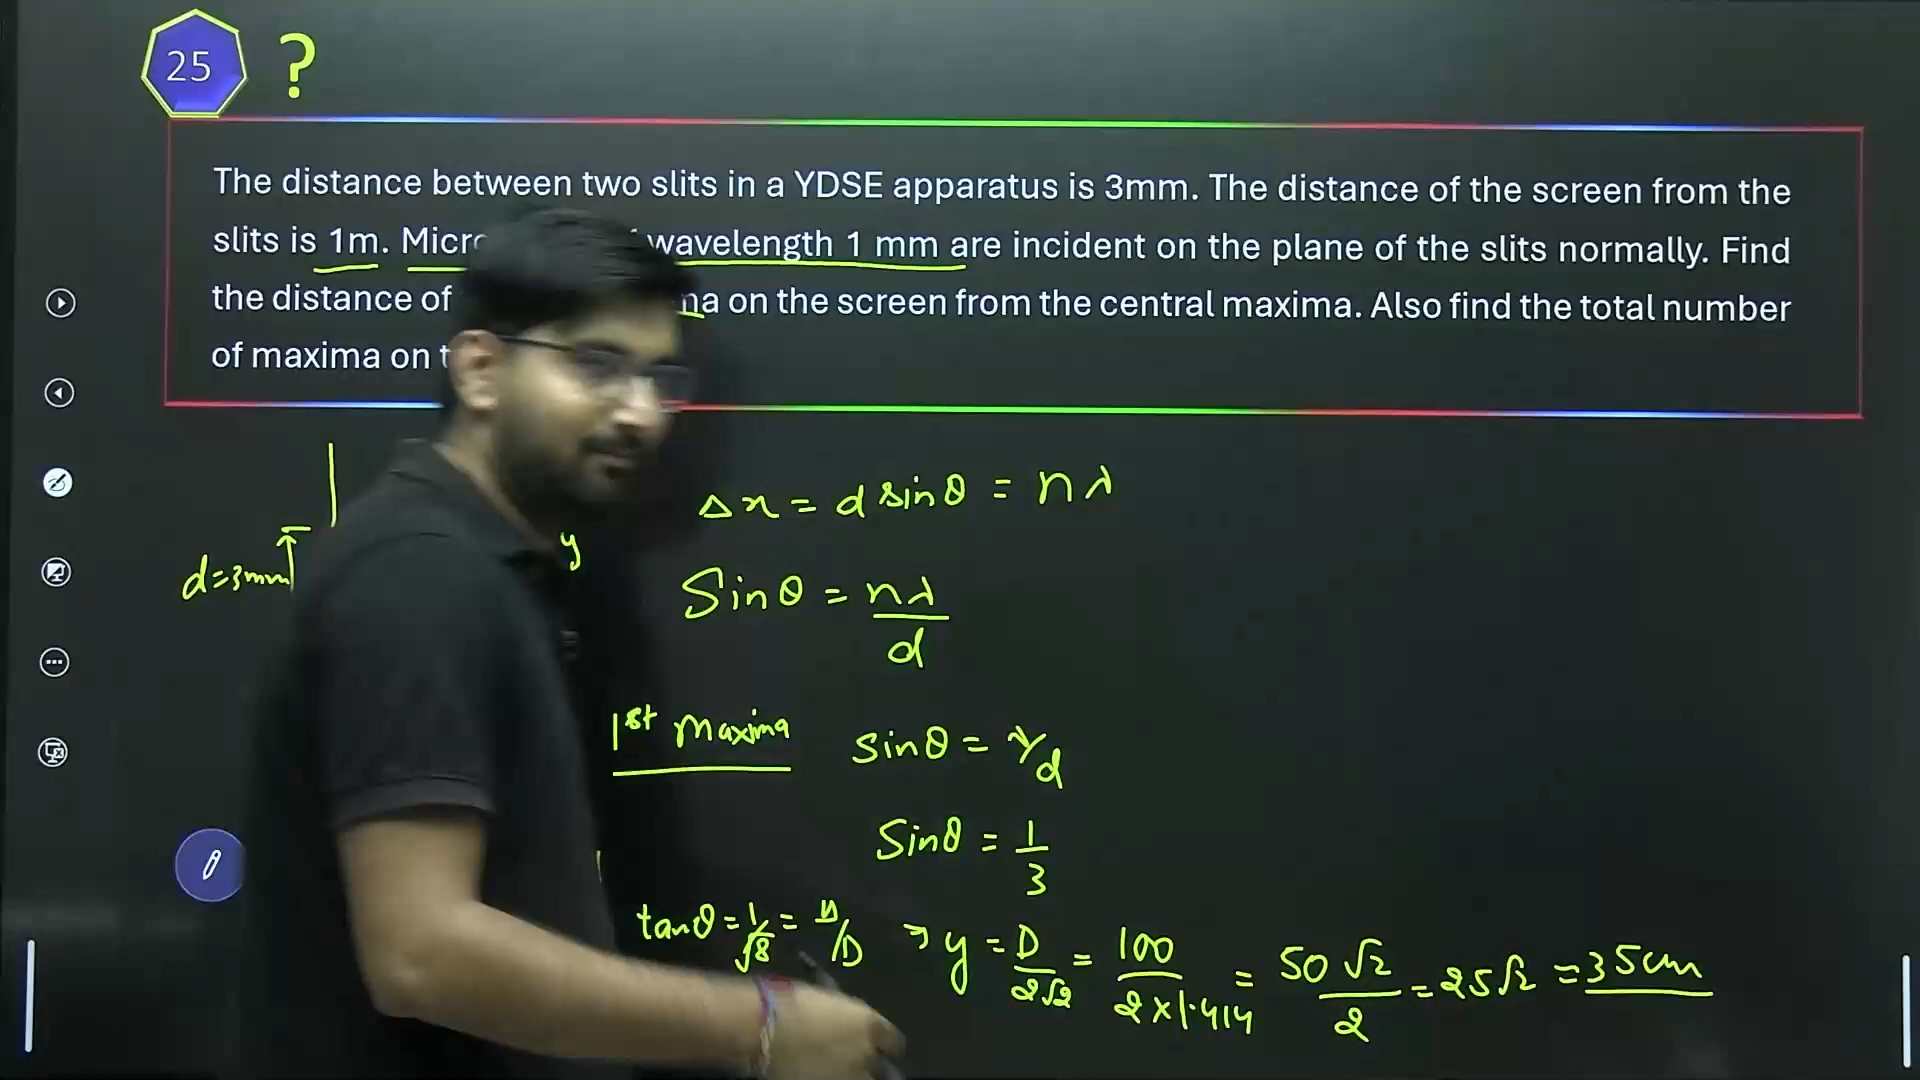 25 ?
The distance between two slits in a YDSE apparatus is 3mm. The distance of the screen from the
slits is 1m. Micro wavelength 1 mm are incident on the plane of the slits normally. Find
the distance of na on the screen from the central maxima. Also find the total number
of maxima on t
Δx = d sinθ = nλ
d=3mm
y
Sinθ = nλ/d
1st maxima sinθ = λ/d
Sinθ = 1/3
tanθ = 1/√8 = y/D ⇒ y = D/2√2 = 100/2×1.414 = 50√2/2 = 25√2 = 35cm